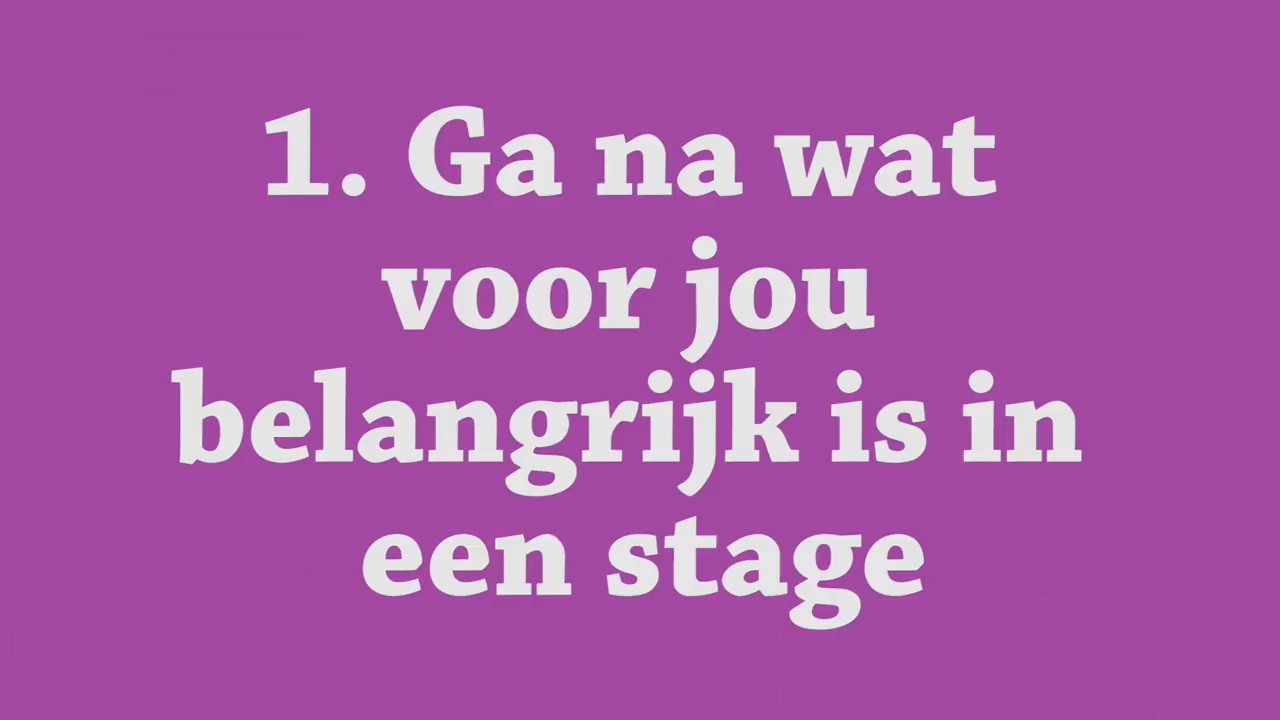 1. Ga na wat
voor jou
belangrijk is in
een stage